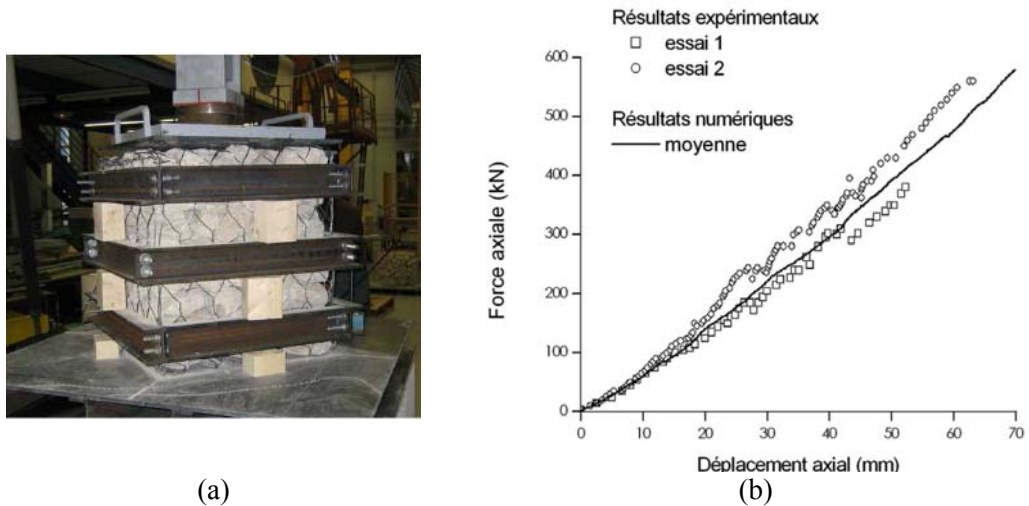 Résultats expérimentaux
essai 1
essai 2
Résultats numériques
moyenne
600
500
400
300
200
100
0
Force axiale (kN)
0 10 20 30 40 50 60 70
Déplacement axial (mm)
(a) (b)